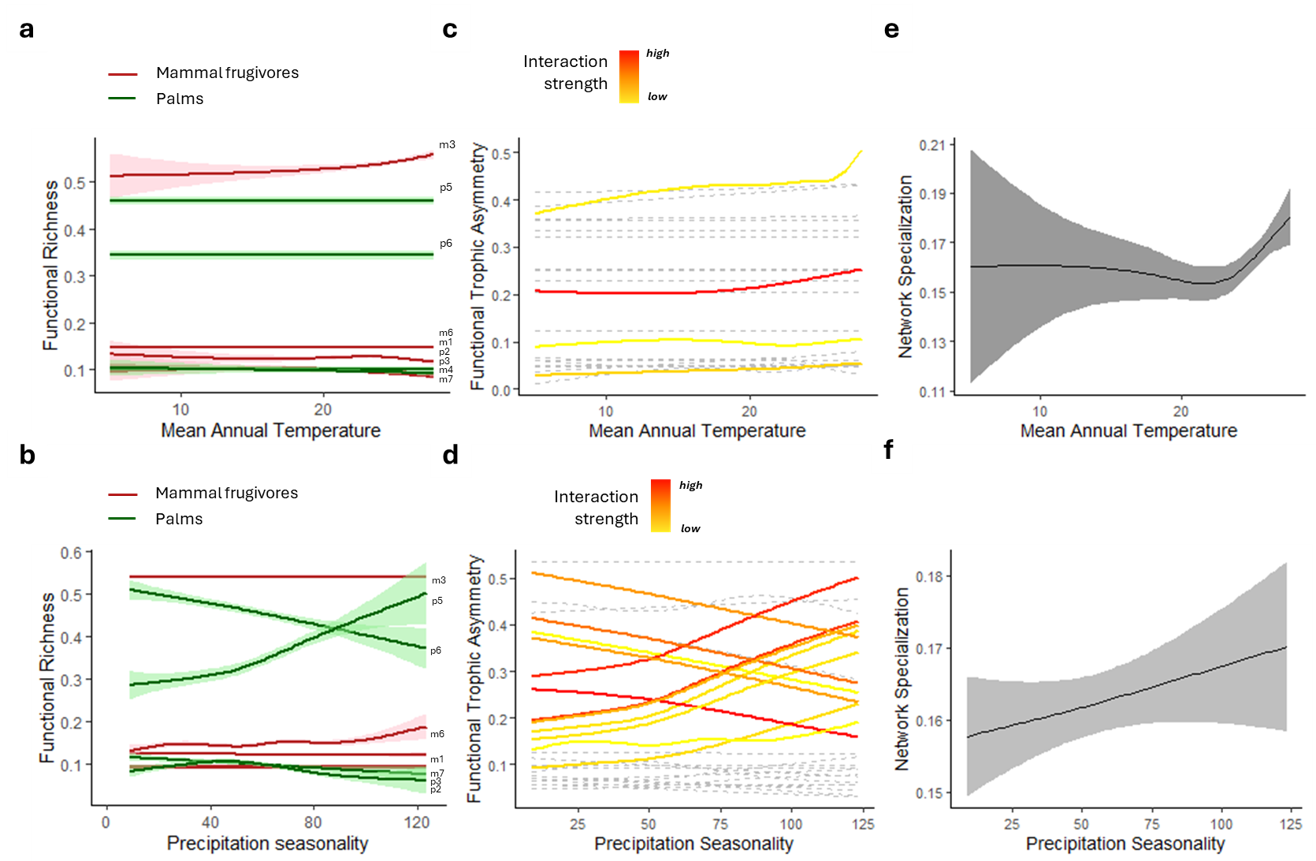 a
Mammal frugivores
Palms
Functional Richness
0.5
0.4
0.3
0.2
0.1
m3
p5
p6
m6
m1
p2
p3
m4
m7
10
20
Mean Annual Temperature
c
Interaction
strength
high
low
Functional Trophic Asymmetry
0.5
0.4
0.3
0.2
0.1
0.0
10
20
Mean Annual Temperature
e
Network Specialization
0.21
0.19
0.17
0.15
0.13
0.11
10
20
Mean Annual Temperature
b
Mammal frugivores
Palms
Functional Richness
0.6
0.5
0.4
0.3
0.2
0.1
m3
p5
p6
m6
m1
m7
p3
p2
0
40
80
120
Precipitation seasonality
d
Interaction
strength
high
low
Functional Trophic Asymmetry
0.5
0.4
0.3
0.2
0.1
25
50
75
100
125
Precipitation Seasonality
f
Network Specialization
0.18
0.17
0.16
0.15
25
50
75
100
125
Precipitation Seasonality